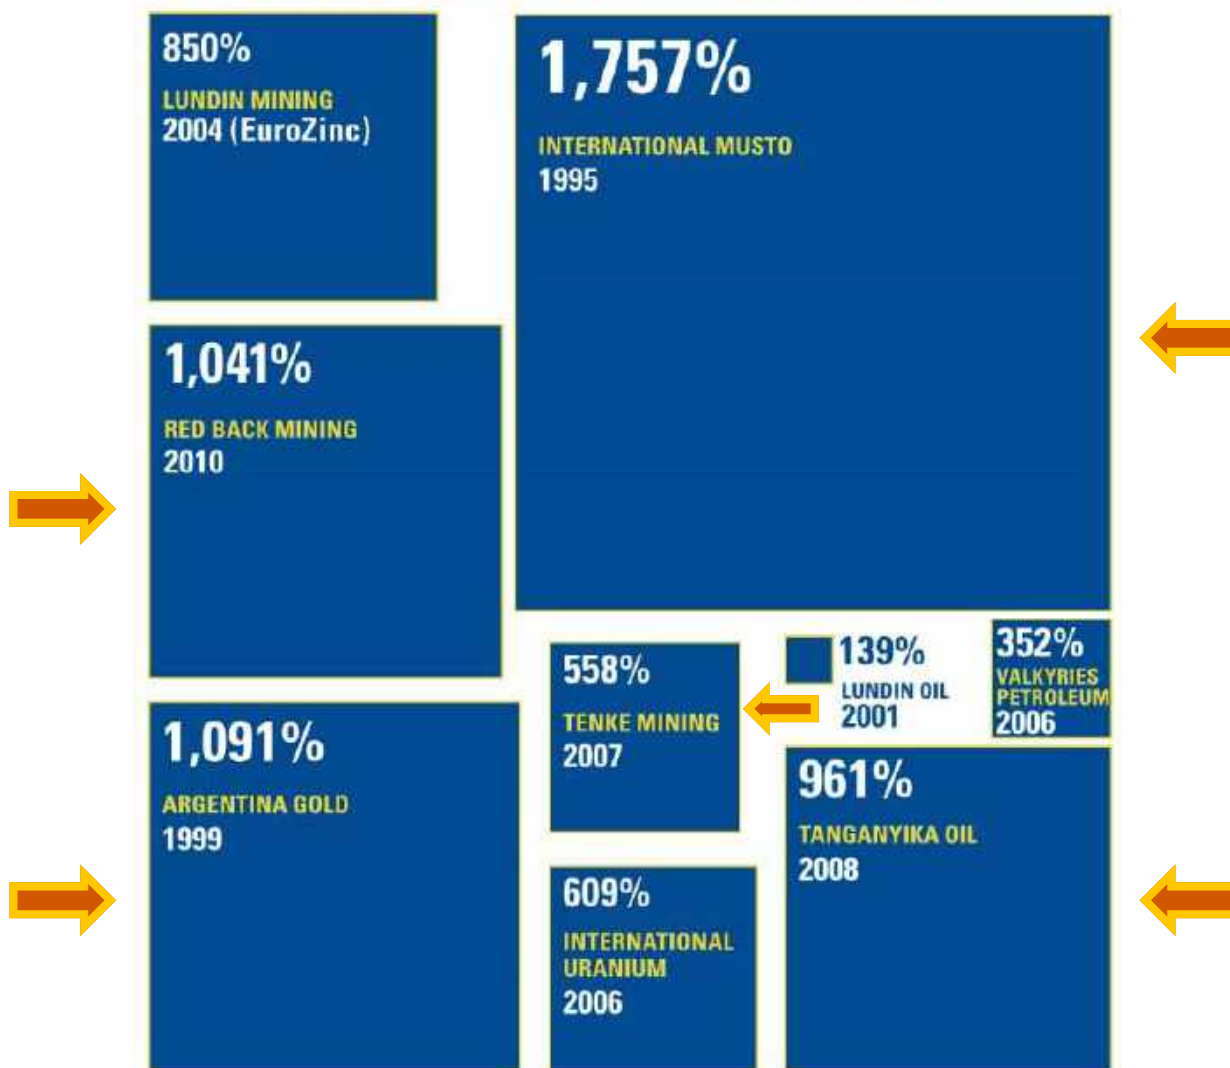 850%
LUNDIN MINING
2004 (EuroZinc)
1,757%
INTERNATIONAL MUSTO
1995
1,041%
RED BACK MINING
2010
558%
TENKE MINING
2007
139%
LUNDIN OIL
2001
352%
VALKYRIES
PETROLEUM
2006
1,091%
ARGENTINA GOLD
1999
961%
TANGANYIKA OIL
2008
609%
INTERNATIONAL
URANIUM
2006